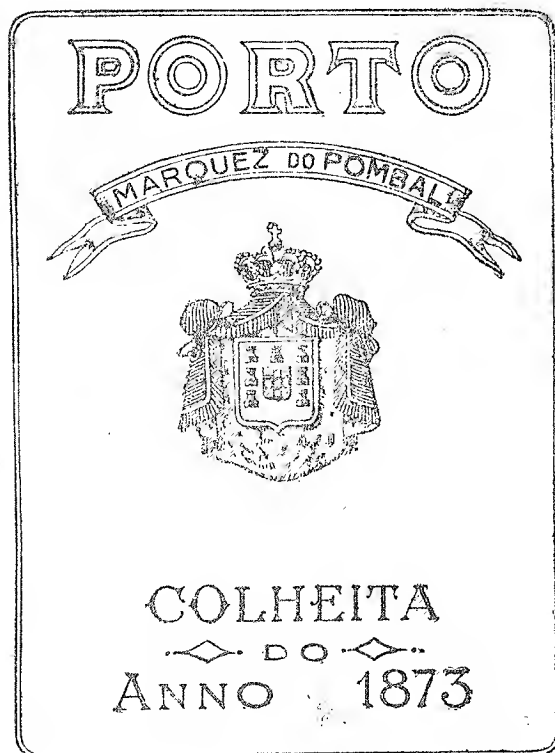 PORTO
MARQUEZ DO POMBAL
COLHEITA
DO
ANNO 1873